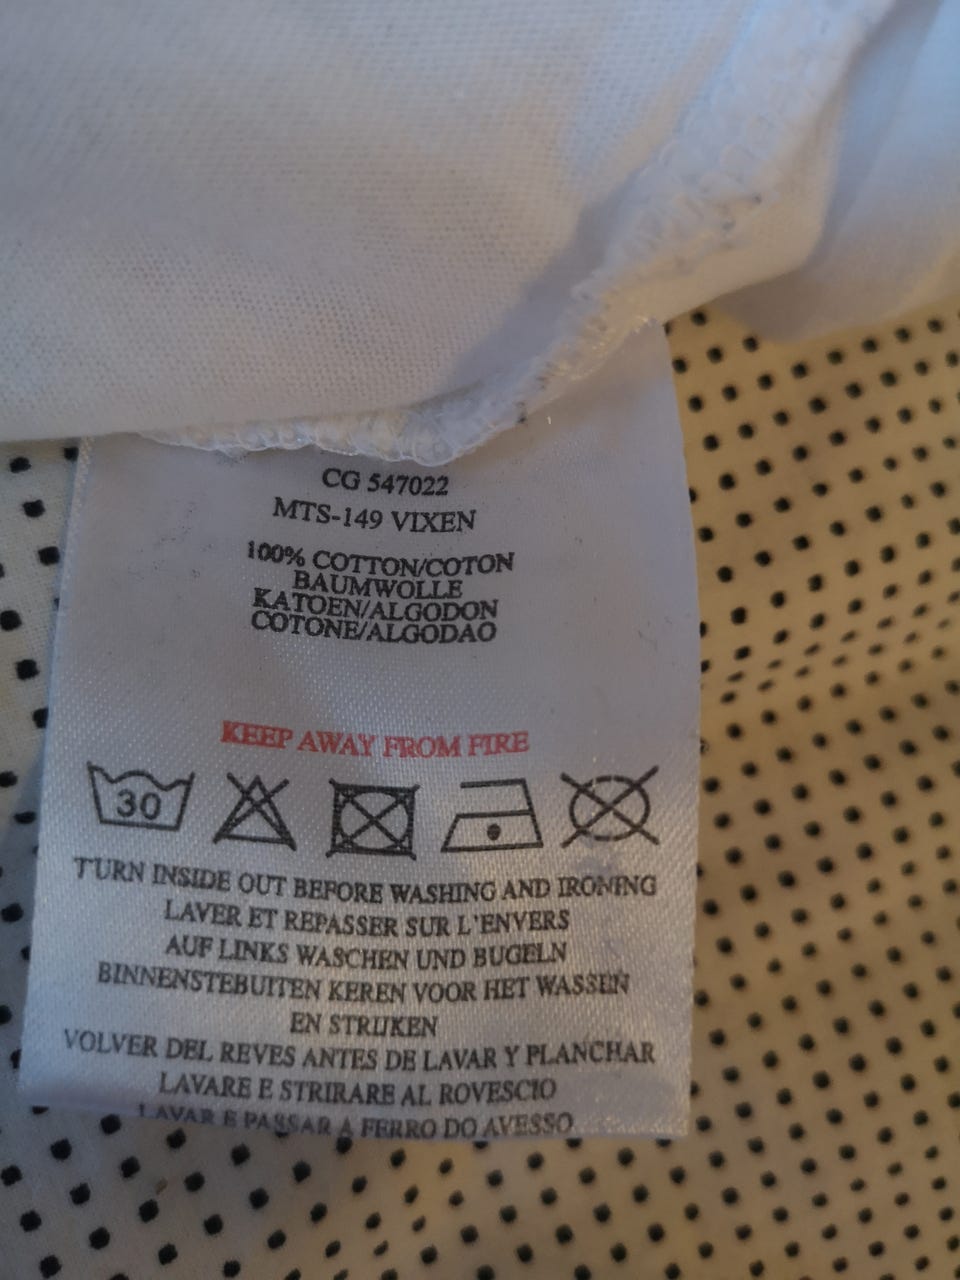 CG 547022
MTS-149 VIXEN
100% COTTON/COTON
BAUMWOLLE
KATOEN/ALGODON
COTONE/ALGODAO
KEEP AWAY FROM FIRE
30
TURN INSIDE OUT BEFORE WASHING AND IRONING
LAVER ET REPASSER SUR L'ENVERS
AUF LINKS WASCHEN UND BUGELN
BINNENSTEBUITEN KEREN VOOR HET WASSEN
EN STRIJKEN
VOLVER DEL REVES ANTES DE LAVAR Y PLANCHAR
LAVARE E STRIRARE AL ROVESCIO
LAVAR E PASSAR A FERRO DO AVESSO